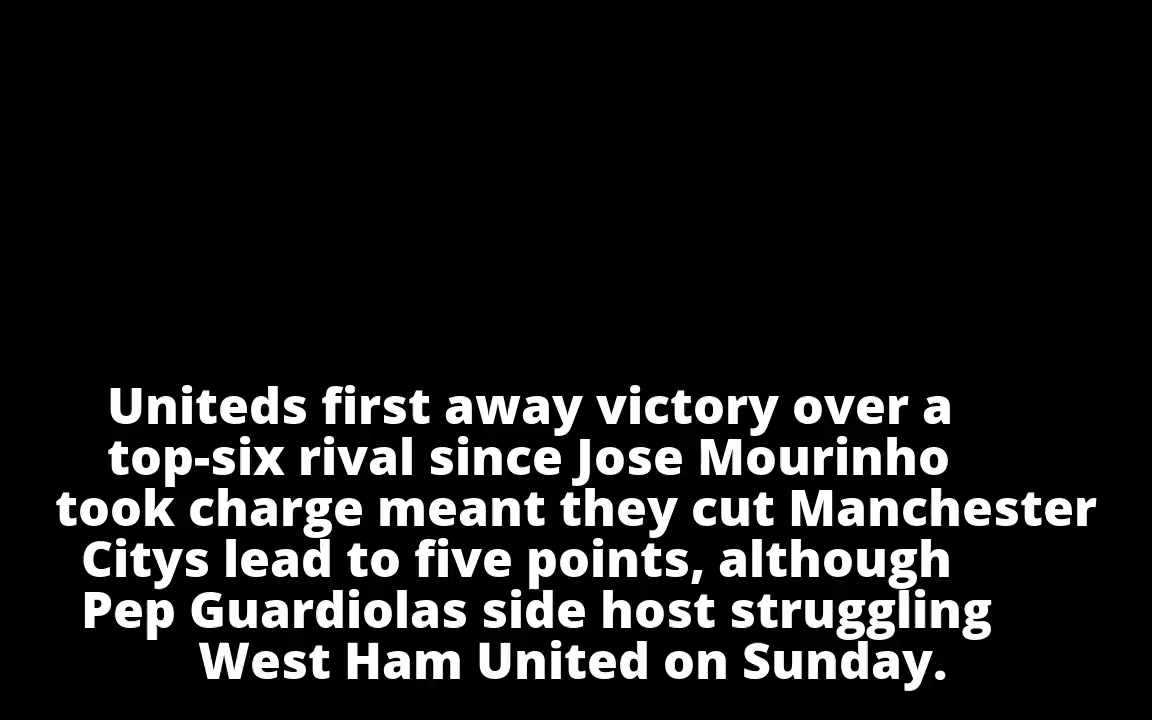 Uniteds first away victory over a
top-six rival since Jose Mourinho
took charge meant they cut Manchester
Citys lead to five points, although
Pep Guardiolas side host struggling
West Ham United on Sunday.